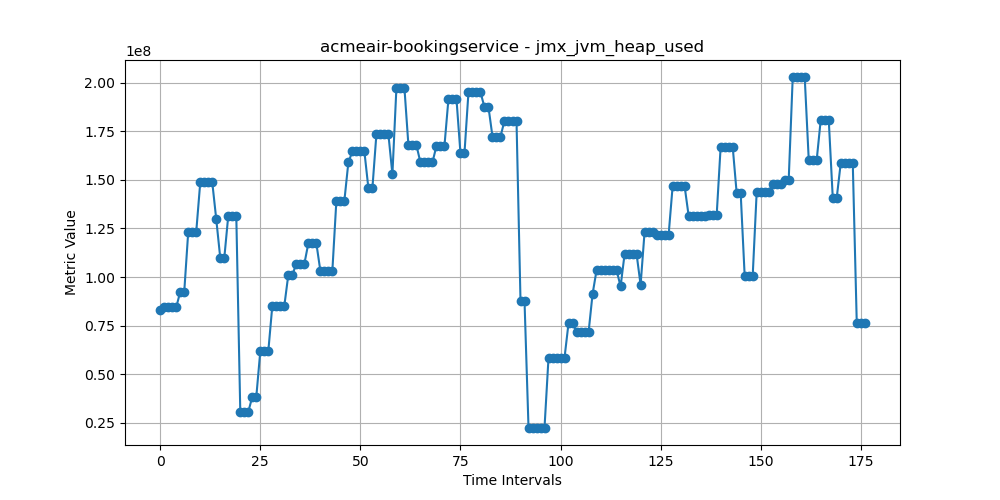 acmeair-bookingservice - jmx_jvm_heap_used
1e8
2.00
1.75
1.50
1.25
1.00
0.75
0.50
0.25
Metric Value
0 25 50 75 100 125 150 175
Time Intervals